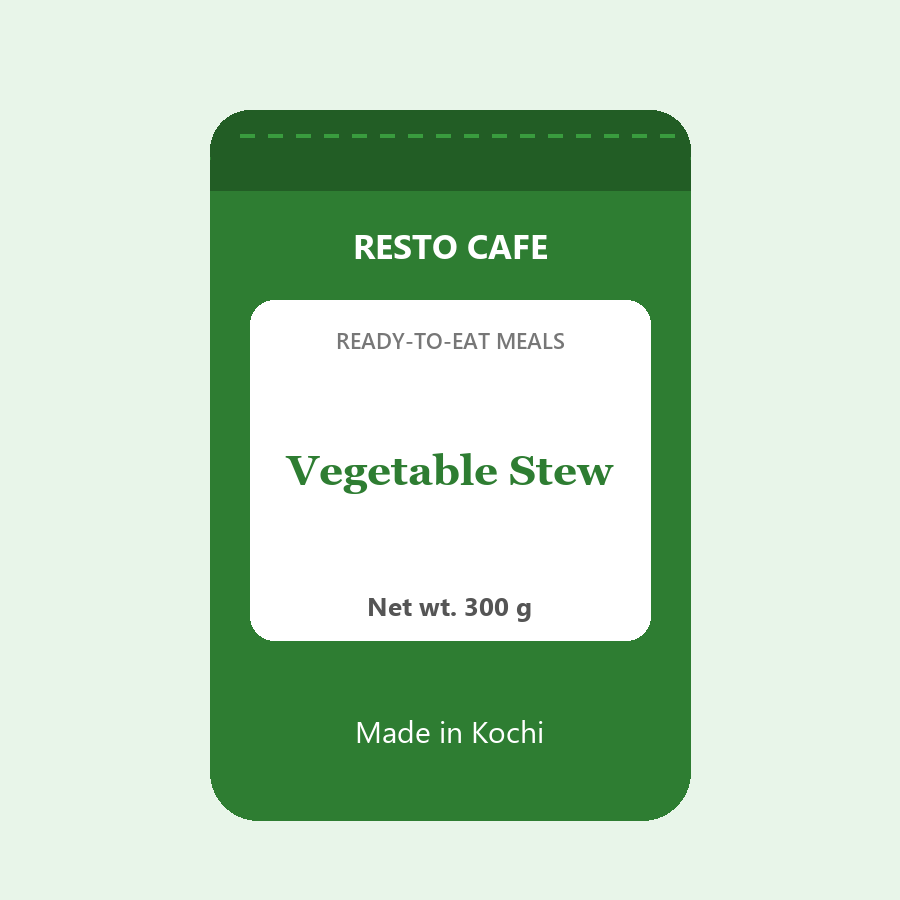 RESTO CAFE
READY-TO-EAT MEALS
Vegetable Stew
Net wt. 300 g
Made in Kochi